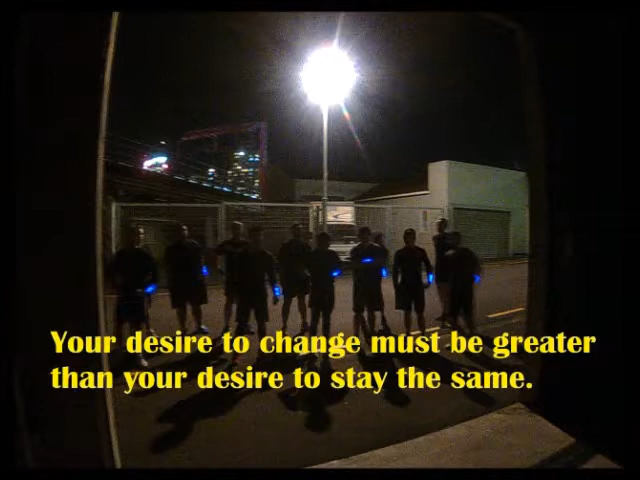 Your desire to change must be greater
than your desire to stay the same.